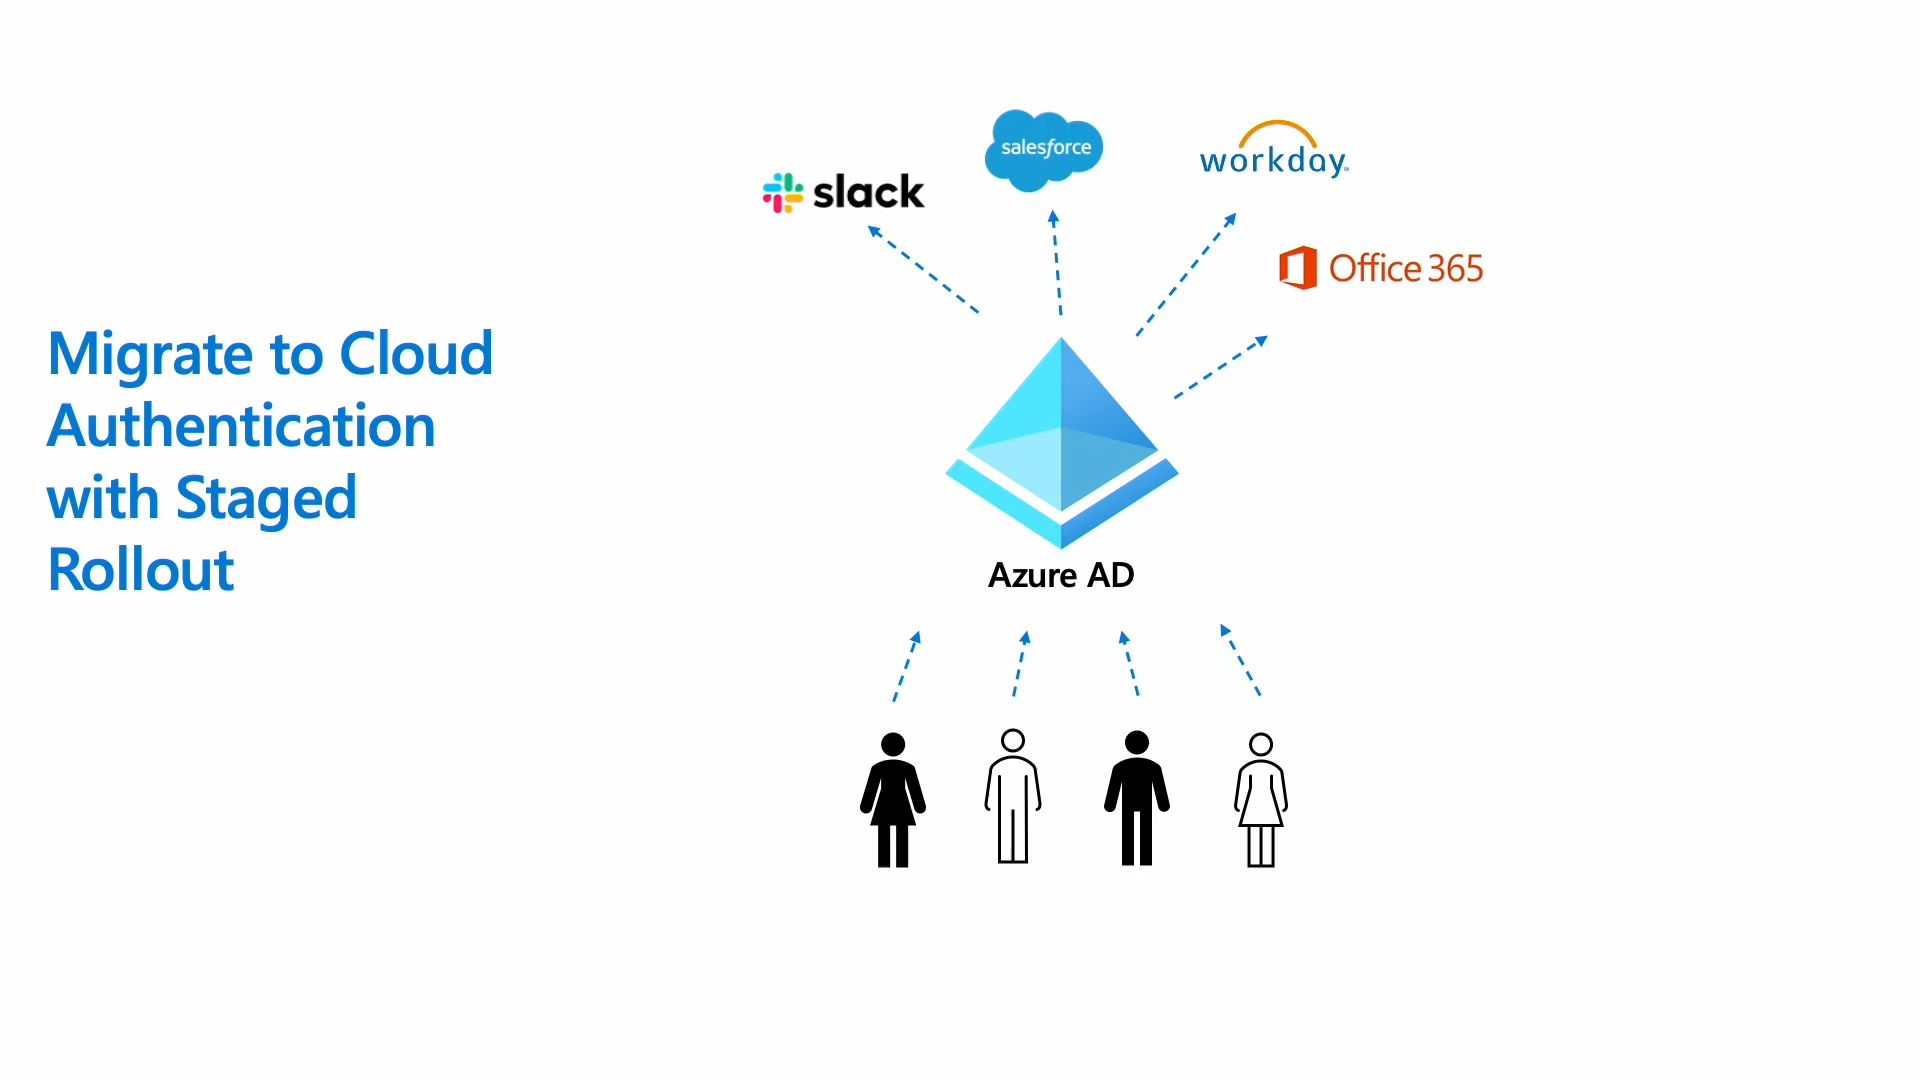 Migrate to Cloud
Authentication
with Staged
Rollout
slack
salesforce
workday
Office 365
Azure AD